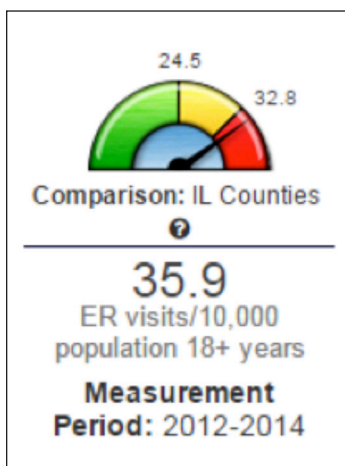 24.5
32.8
Comparison: IL Counties
?
35.9
ER visits/10,000
population 18+ years
Measurement
Period: 2012-2014